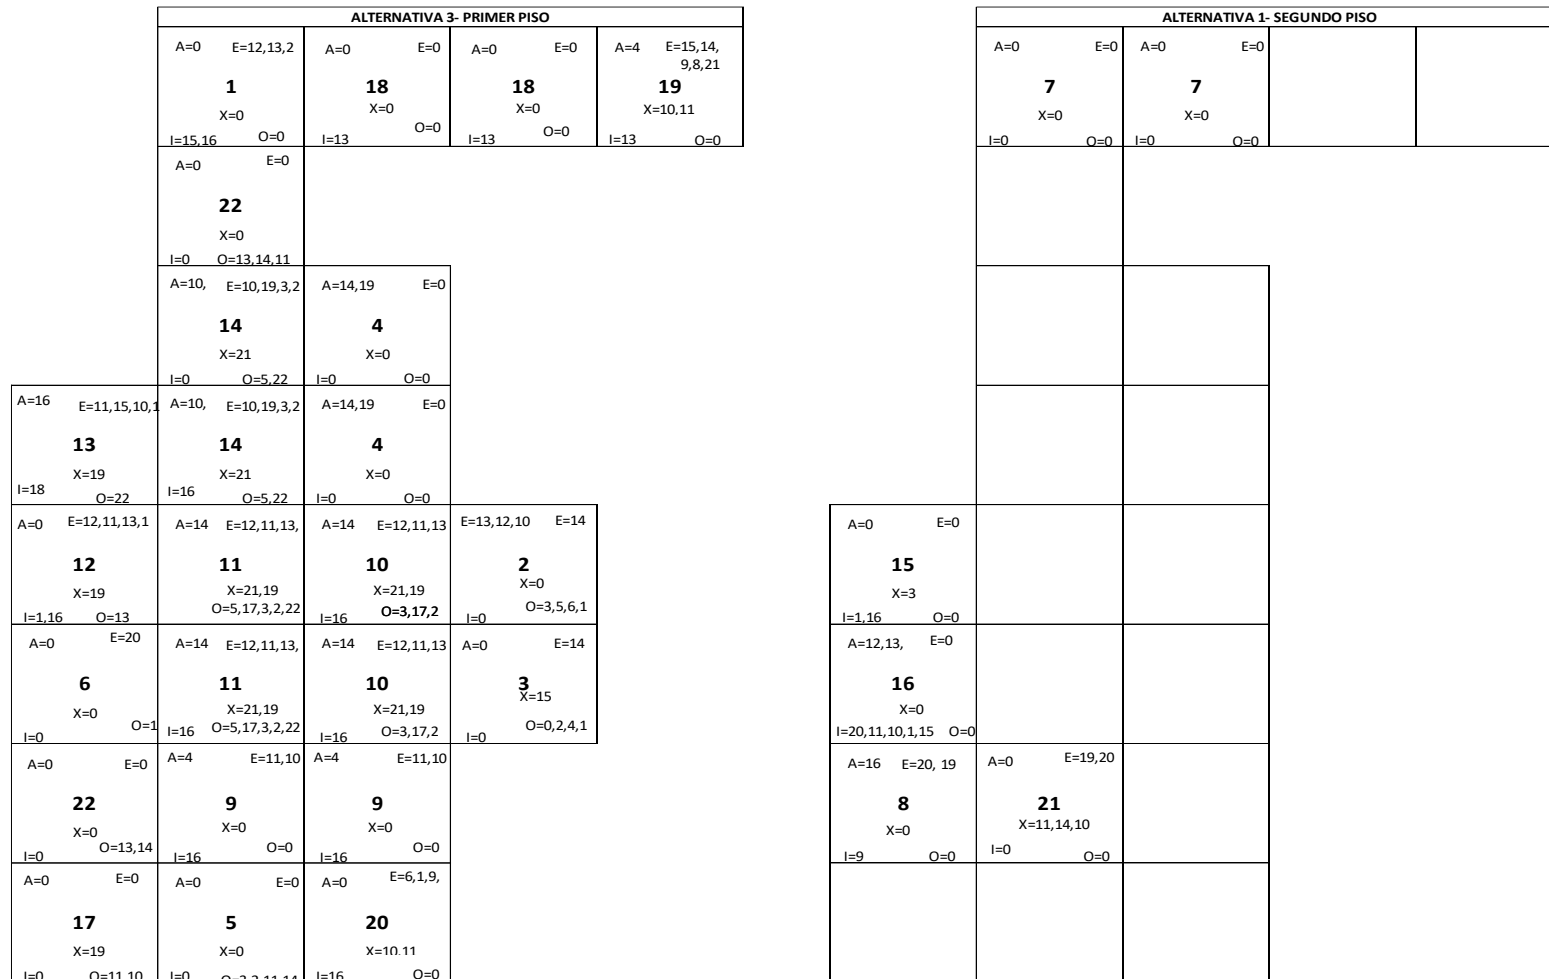 ALTERNATIVA 3- PRIMER PISO
A=0 E=12,13,2
1
X=0
I=15,16 O=0
A=0 E=0
18
X=0
I=13 O=0
A=0 E=0
18
X=0
I=13 O=0
A=4 E=15,14,
9,8,21
19
X=10,11
I=13 O=0
A=0 E=0
22
X=0
I=0 O=13,14,11
A=10, E=10,19,3,2
14
X=21
I=0 O=5,22
A=14,19 E=0
4
X=0
I=0 O=0
A=16 E=11,15,10,1
13
X=19
I=18 O=22
A=10, E=10,19,3,2
14
X=21
I=16 O=5,22
A=14,19 E=0
4
X=0
I=0 O=0
A=0 E=12,11,13,1
12
X=19
I=1,16 O=13
A=14 E=12,11,13,
11
X=21,19
O=5,17,3,2,22
A=14 E=12,11,13
10
X=21,19
I=16 O=3,17,2
E=13,12,10 E=14
2
X=0
I=0 O=3,5,6,1
A=0 E=20
6
X=0
I=0 O=1
A=14 E=12,11,13,
11
X=21,19
I=16 O=5,17,3,2,22
A=14 E=12,11,13
10
X=21,19
I=16 O=3,17,2
A=0 E=14
3
X=15
I=0 O=0,2,4,1
A=0 E=0
22
X=0
I=0 O=13,14
A=4 E=11,10
9
X=0
I=16 O=0
A=4 E=11,10
9
X=0
I=16 O=0
A=0 E=0
17
X=19
I=0 O=11,10
A=0 E=0
5
X=0
I=0 O=2,3,11,14
A=0 E=6,1,9,
20
X=10,11
I=16 O=0
ALTERNATIVA 1- SEGUNDO PISO
A=0 E=0
7
X=0
I=0 O=0
A=0 E=0
7
X=0
I=0 O=0
A=0 E=0
15
X=3
I=1,16 O=0
A=12,13, E=0
16
X=0
I=20,11,10,1,15 O=0
A=16 E=20, 19
8
X=0
I=9 O=0
A=0 E=19,20
21
X=11,14,10
I=0 O=0